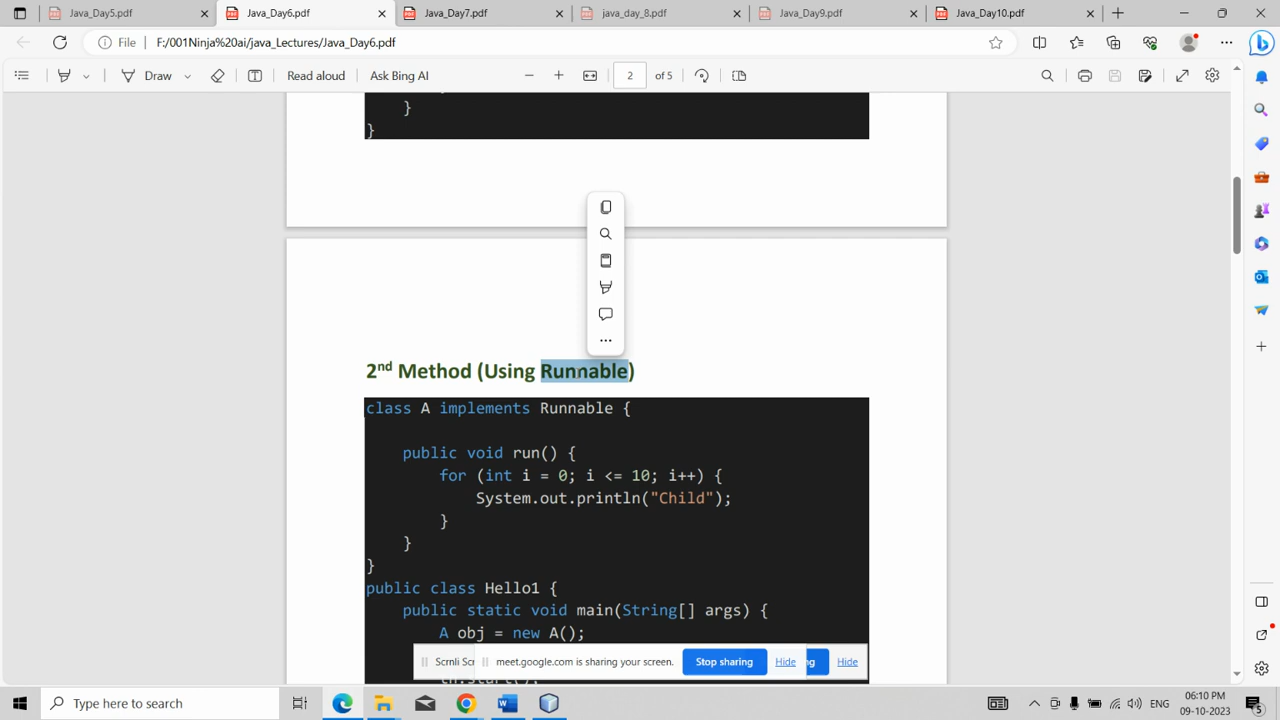 Java_Day5.pdf
Java_Day6.pdf
Java_Day7.pdf
java_day_8.pdf
Java_Day9.pdf
Java_Day10.pdf
File
F:/001Ninja%20ai/java_Lectures/Java_Day6.pdf
Draw
Read aloud
Ask Bing AI
2
of 5
}
}
2nd Method (Using Runnable)
class A implements Runnable {
public void run() {
for (int i = 0; i <= 10; i++) {
System.out.println("Child");
}
}
}
public class Hello1 {
public static void main(String[] args) {
A obj = new A();
Scrnli Scr
meet.google.com is sharing your screen.
Stop sharing
Hide
ng
Hide
Type here to search
ENG
06:10 PM
09-10-2023
5